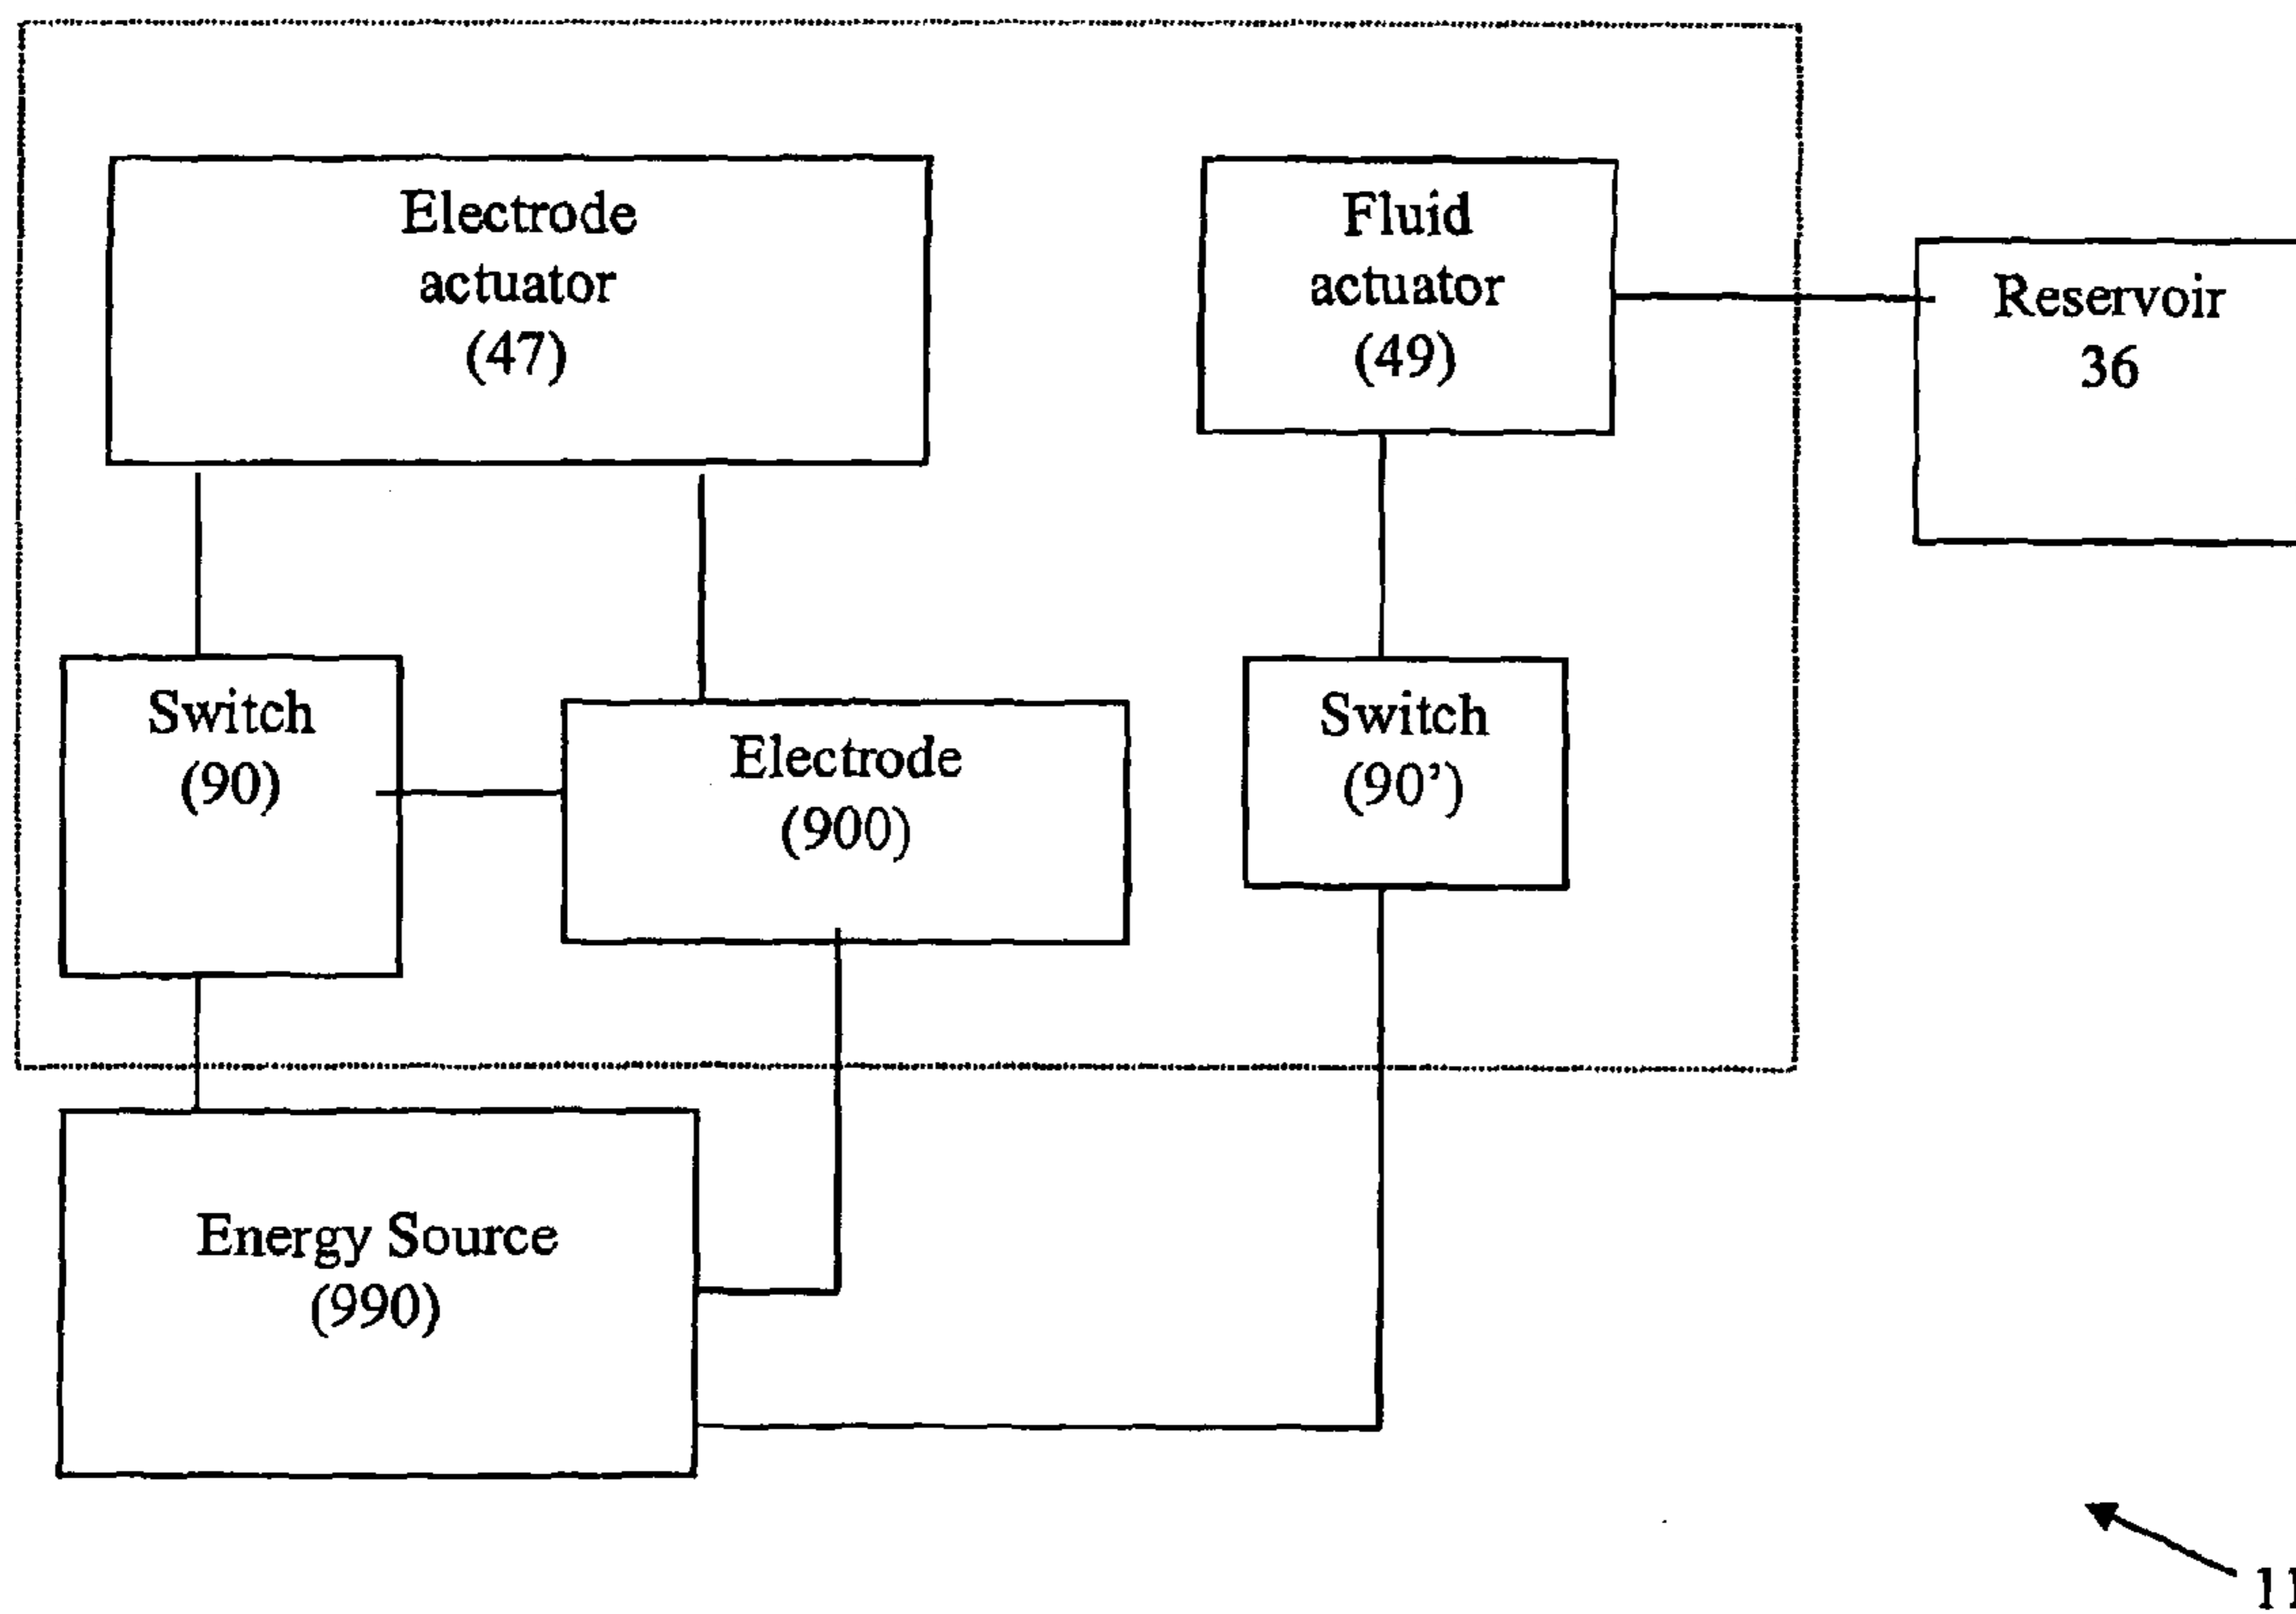 Electrode
actuator
(47)
Fluid
actuator
(49)
Reservoir
36
Switch
(90)
Electrode
(900)
Switch
(90’)
Energy Source
(990)